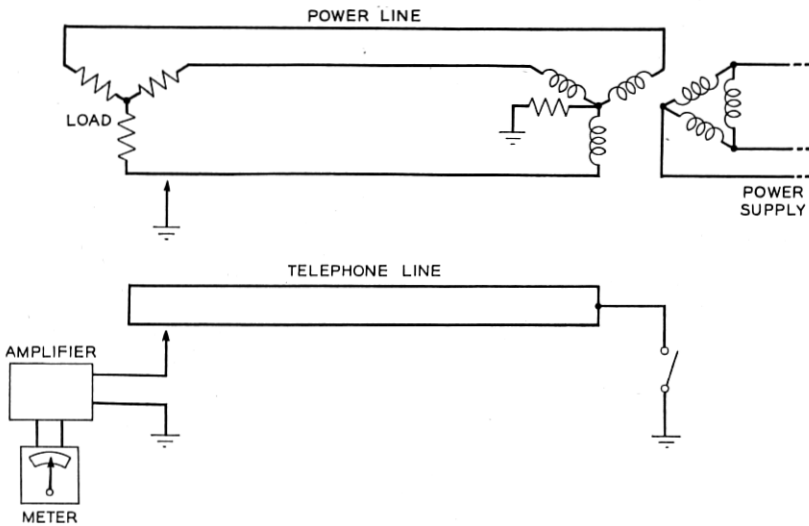 POWER LINE
LOAD
POWER
SUPPLY
TELEPHONE LINE
AMPLIFIER
METER